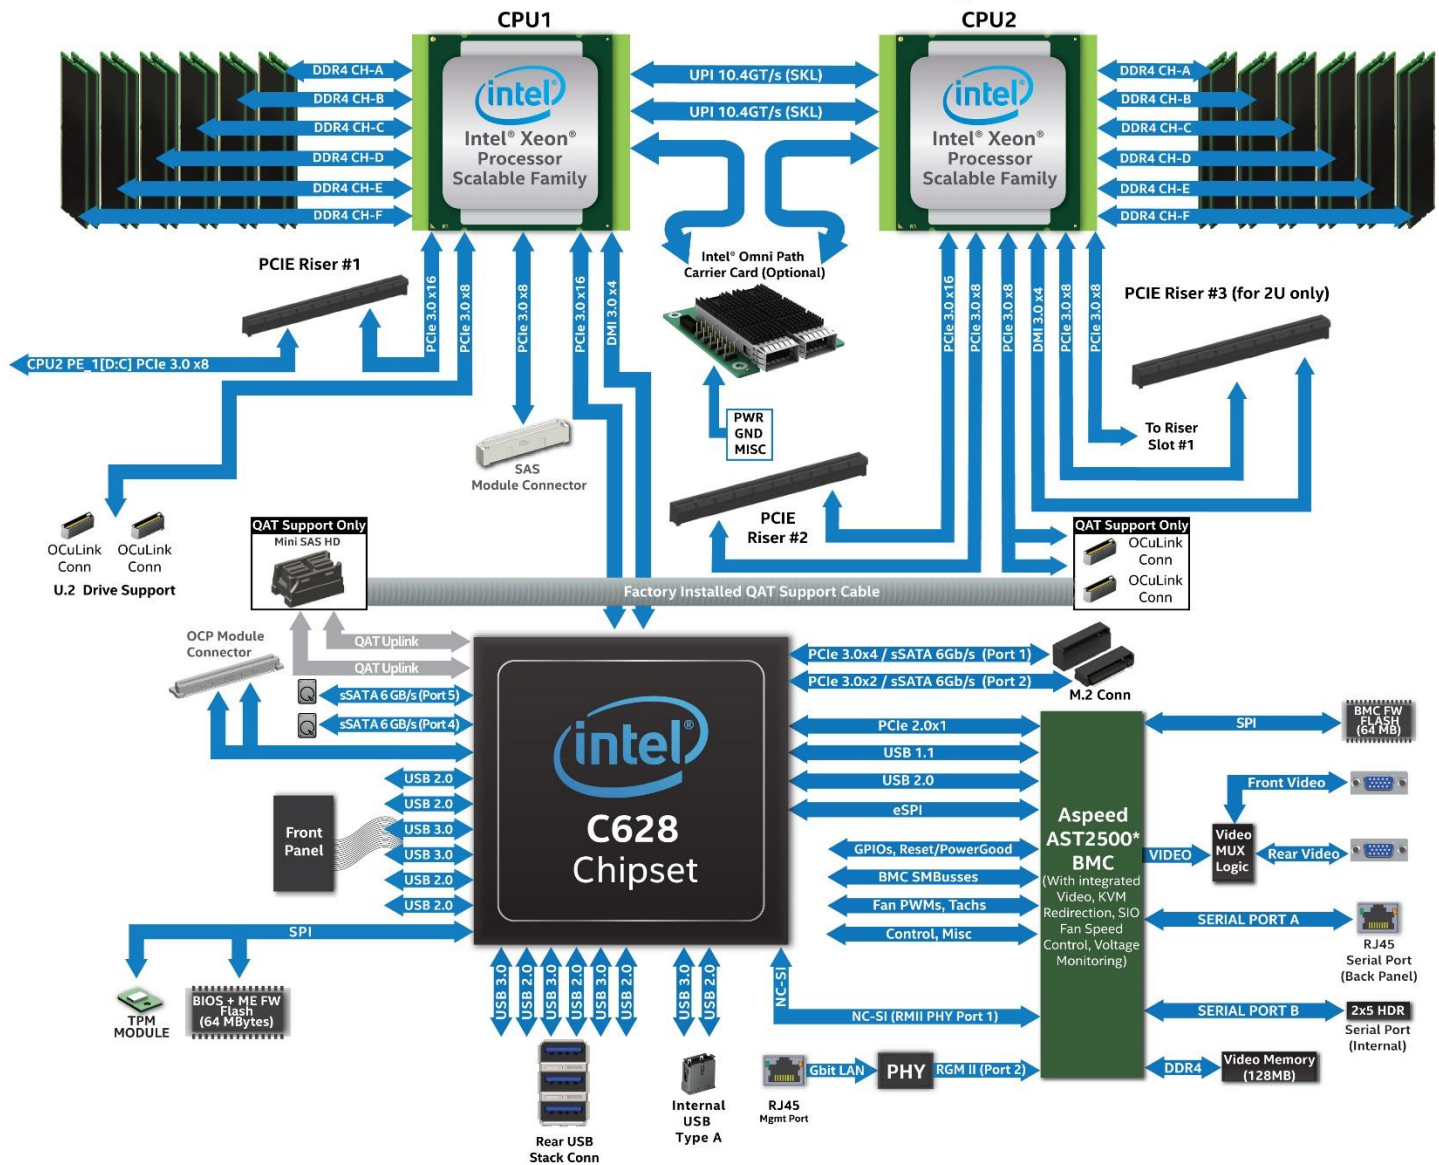 CPU1
CPU2
DDR4 CH-A
DDR4 CH-B
DDR4 CH-C
DDR4 CH-D
DDR4 CH-E
DDR4 CH-F
intel®
Intel® Xeon®
Processor
Scalable Family
UPI 10.4GT/s (SKL)
UPI 10.4GT/s (SKL)
intel®
Intel® Xeon®
Processor
Scalable Family
DDR4 CH-A
DDR4 CH-B
DDR4 CH-C
DDR4 CH-D
DDR4 CH-E
DDR4 CH-F
PCIE Riser #1
CPU2 PE_1[D:C] PCIe 3.0 x8
PCIe 3.0 x16
PCIe 3.0 x8
PCIe 3.0 x8
PCIe 3.0 x16
DMI 3.0 x4
Intel® Omni Path
Carrier Card (Optional)
PWR
GND
MISC
PCIe 3.0 x16
PCIe 3.0 x8
PCIe 3.0 x8
DMI 3.0 x4
PCIe 3.0 x8
PCIe 3.0 x8
PCIE Riser #3 (for 2U only)
To Riser
Slot #1
SAS
Module Connector
PCIE
Riser #2
OCuLink
Conn
OCuLink
Conn
U.2 Drive Support
QAT Support Only
Mini SAS HD
Factory Installed QAT Support Cable
QAT Support Only
OCuLink
Conn
OCuLink
Conn
OCP Module
Connector
QAT Uplink
QAT Uplink
sSATA 6 GB/s (Port 5)
sSATA 6 GB/s (Port 4)
PCIe 3.0x4 / sSATA 6Gb/s (Port 1)
PCIe 3.0x2 / sSATA 6Gb/s (Port 2)
M.2 Conn
intel®
C628
Chipset
PCIe 2.0x1
USB 1.1
USB 2.0
eSPI
GPIOs, Reset/PowerGood
BMC SMBusses
Fan PWMs, Tachs
Control, Misc
Front
Panel
USB 2.0
USB 2.0
USB 3.0
USB 3.0
USB 2.0
USB 2.0
SPI
TPM
MODULE
BIOS + ME FW
Flash
(64 MBytes)
USB 3.0
USB 2.0
USB 3.0
USB 2.0
USB 3.0
USB 2.0
Rear USB
Stack Conn
USB 3.0
USB 2.0
Internal
USB
Type A
NC-SI
NC-SI (RMII PHY Port 1)
RJ45
Mgmt Port
Gbit LAN
PHY
RGM II (Port 2)
Aspeed
AST2500*
BMC
(With integrated
Video, KVM
Redirection, SIO
Fan Speed
Control, Voltage
Monitoring)
SPI
BMC FW
FLASH
(64 MB)
VIDEO
Video
MUX
Logic
Front Video
Rear Video
SERIAL PORT A
RJ45
Serial Port
(Back Panel)
SERIAL PORT B
2x5 HDR
Serial Port
(Internal)
DDR4
Video Memory
(128MB)